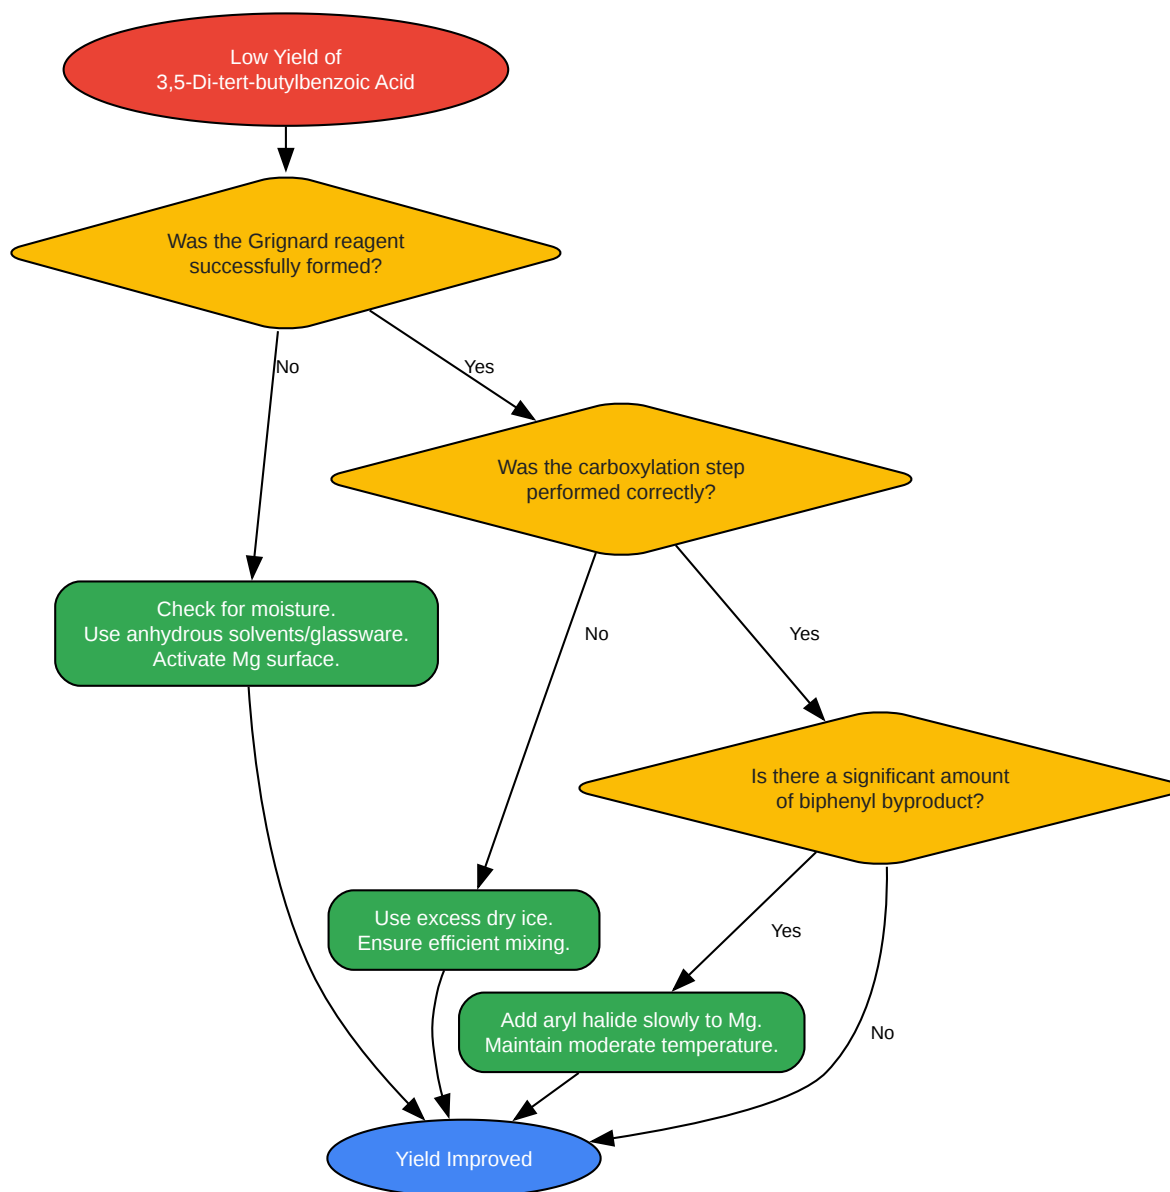 Low Yield of
3,5-Di-tert-butylbenzoic Acid
Was the Grignard reagent
successfully formed?
No
Yes
Was the carboxylation step
performed correctly?
Check for moisture.
Use anhydrous solvents/glassware.
Activate Mg surface.
No
Yes
Is there a significant amount
of biphenyl byproduct?
Use excess dry ice.
Ensure efficient mixing.
Yes
Add aryl halide slowly to Mg.
Maintain moderate temperature.
No
Yield Improved